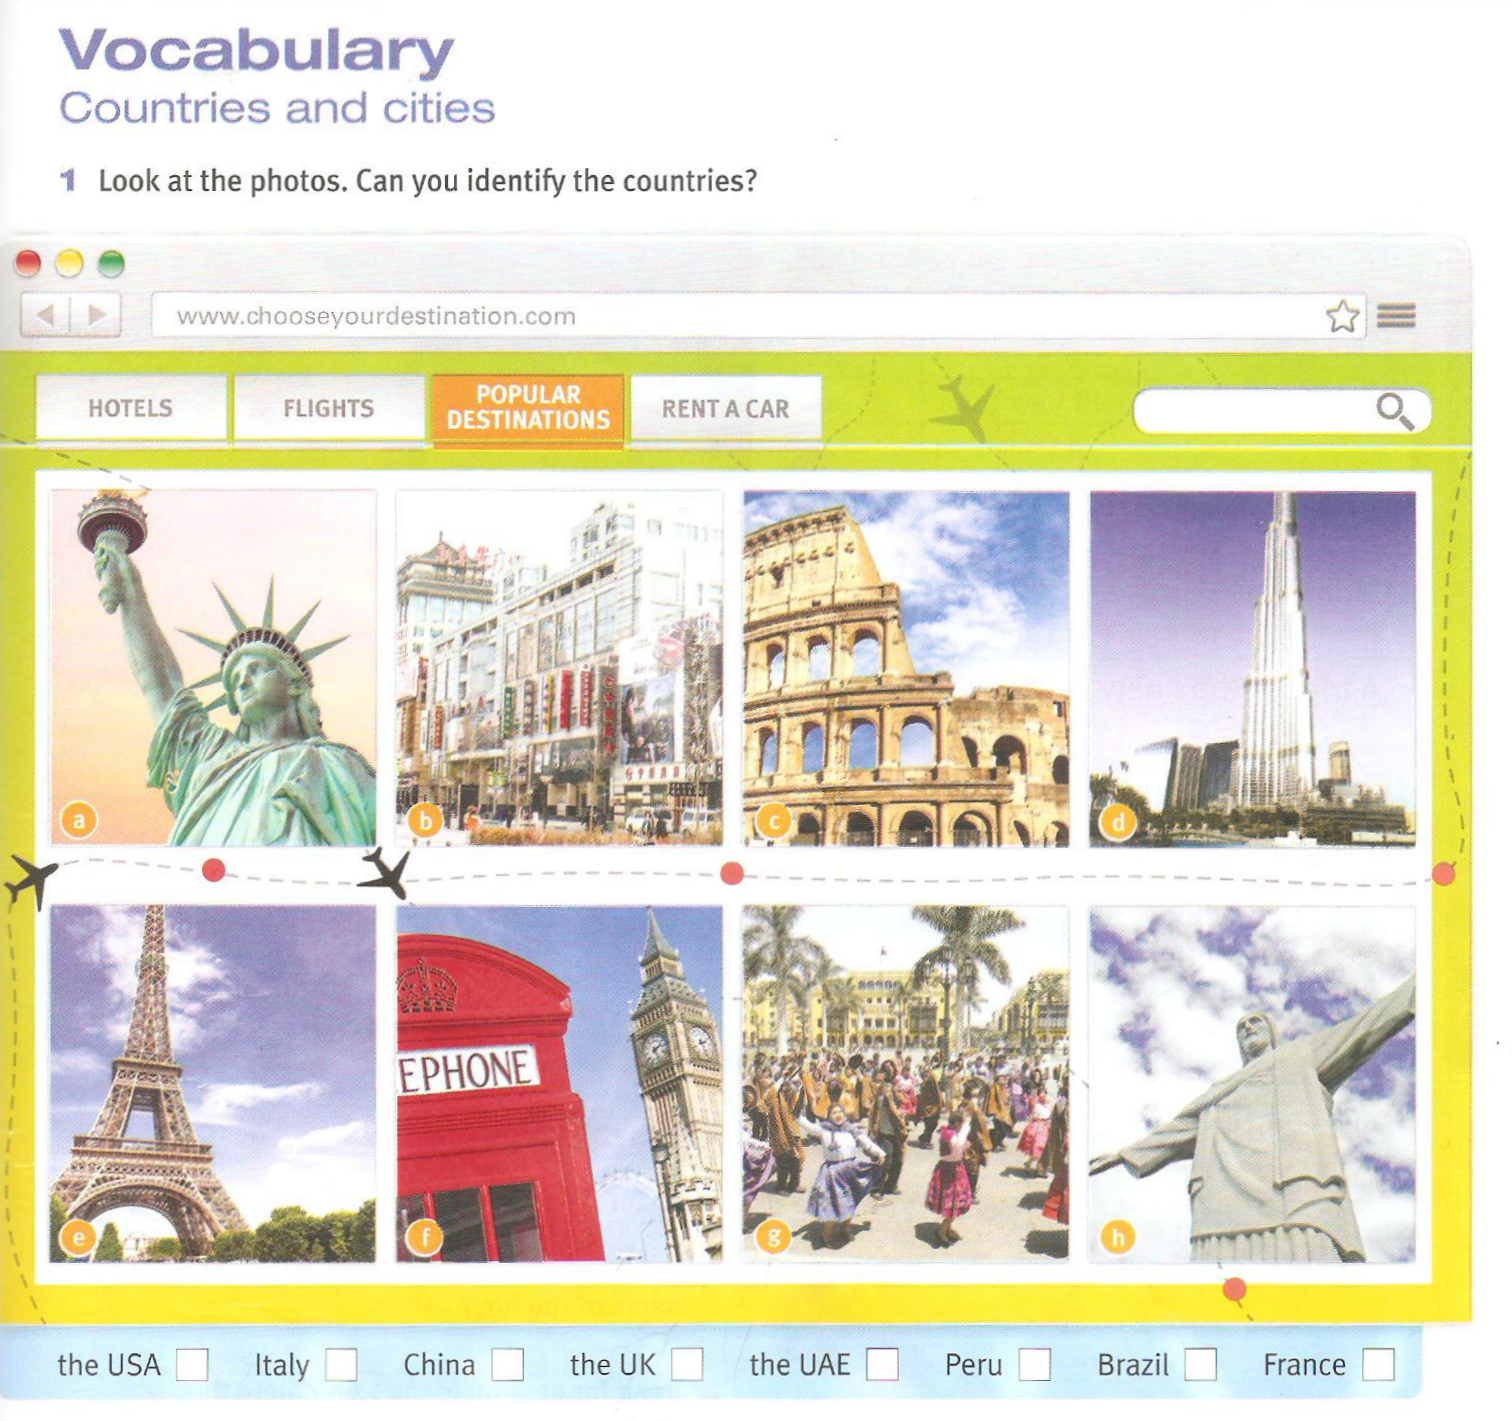 Vocabulary
Countries and cities
1 Look at the photos. Can you identify the countries?
www.chooseyourdestination.com
HOTELS
FLIGHTS
POPULAR
DESTINATIONS
RENT A CAR
a
b
c
d
EPHONE
e
f
g
h
the USA
Italy
China
the UK
the UAE
Peru
Brazil
France